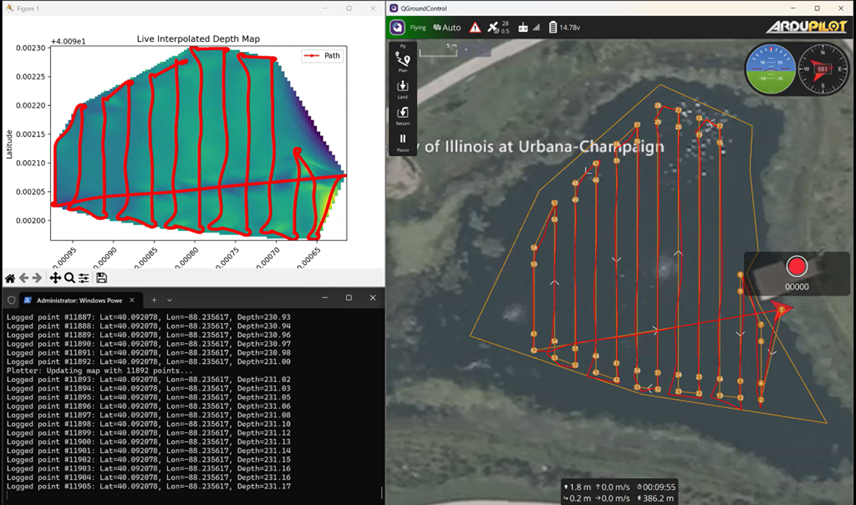 Figure 1
Live Interpolated Depth Map
+4.009e1
Path
0.00230
0.00225
0.00220
0.00215
0.00210
0.00205
0.00200
Latitude
0.00095
0.00090
0.00085
0.00080
0.00075
0.00070
0.00065
Administrator: Windows Powe
Logged point #11887: Lat=40.092078, Lon=-88.235617, Depth=230.93
Logged point #11888: Lat=40.092078, Lon=-88.235617, Depth=230.94
Logged point #11889: Lat=40.092078, Lon=-88.235617, Depth=230.96
Logged point #11890: Lat=40.092078, Lon=-88.235617, Depth=230.97
Logged point #11891: Lat=40.092078, Lon=-88.235617, Depth=230.98
Logged point #11892: Lat=40.092078, Lon=-88.235617, Depth=231.00
Plotter: Updating map with 11892 points...
Logged point #11893: Lat=40.092078, Lon=-88.235617, Depth=231.02
Logged point #11894: Lat=40.092078, Lon=-88.235617, Depth=231.03
Logged point #11895: Lat=40.092078, Lon=-88.235617, Depth=231.05
Logged point #11896: Lat=40.092078, Lon=-88.235617, Depth=231.06
Logged point #11897: Lat=40.092078, Lon=-88.235617, Depth=231.08
Logged point #11898: Lat=40.092078, Lon=-88.235617, Depth=231.10
Logged point #11899: Lat=40.092078, Lon=-88.235617, Depth=231.12
Logged point #11900: Lat=40.092078, Lon=-88.235617, Depth=231.13
Logged point #11901: Lat=40.092078, Lon=-88.235617, Depth=231.14
Logged point #11902: Lat=40.092078, Lon=-88.235617, Depth=231.15
Logged point #11903: Lat=40.092078, Lon=-88.235617, Depth=231.16
Logged point #11904: Lat=40.092078, Lon=-88.235617, Depth=231.16
Logged point #11905: Lat=40.092078, Lon=-88.235617, Depth=231.17
QGroundControl
Flying
Auto
28
0.5
14.78v
ARDUPILOT
Fly
Plan
Land
Return
Pause
5 m
y of Illinois at Urbana-Champaign
00000
1.8 m 0.0 m/s 00:09:55
0.2 m 0.0 m/s 386.2 m